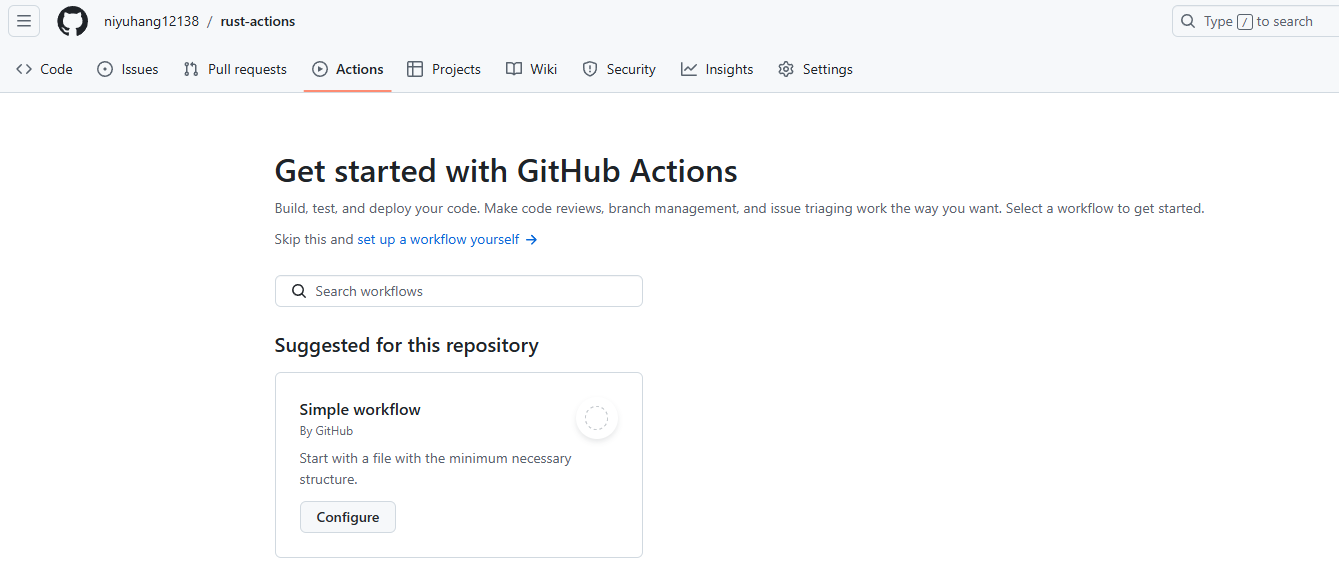 niyuhang12138 / rust-actions
Type / to search
Code Issues Pull requests Actions Projects Wiki Security Insights Settings
Get started with GitHub Actions
Build, test, and deploy your code. Make code reviews, branch management, and issue triaging work the way you want. Select a workflow to get started.
Skip this and set up a workflow yourself →
Search workflows
Suggested for this repository
Simple workflow
By GitHub
Start with a file with the minimum necessary
structure.
Configure